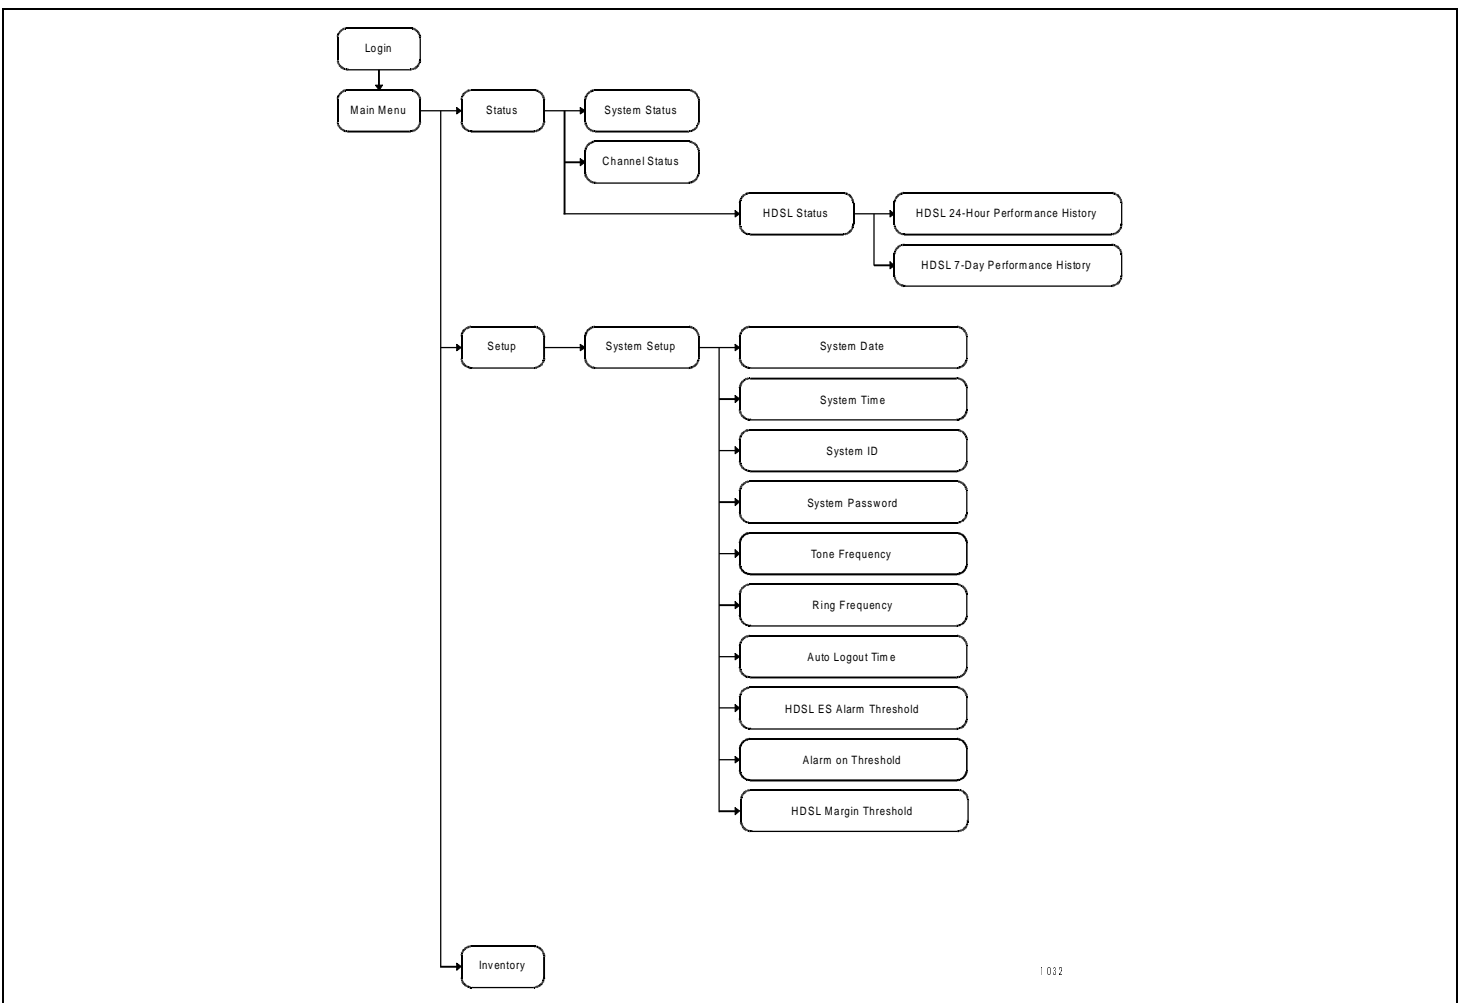 Login
Main Menu
Status
System Status
Channel Status
HDSL Status
HDSL 24-Hour Performance History
HDSL 7-Day Performance History
Setup
System Setup
System Date
System Time
System ID
System Password
Tone Frequency
Ring Frequency
Auto Logout Time
HDSL ES Alarm Threshold
Alarm on Threshold
HDSL Margin Threshold
Inventory